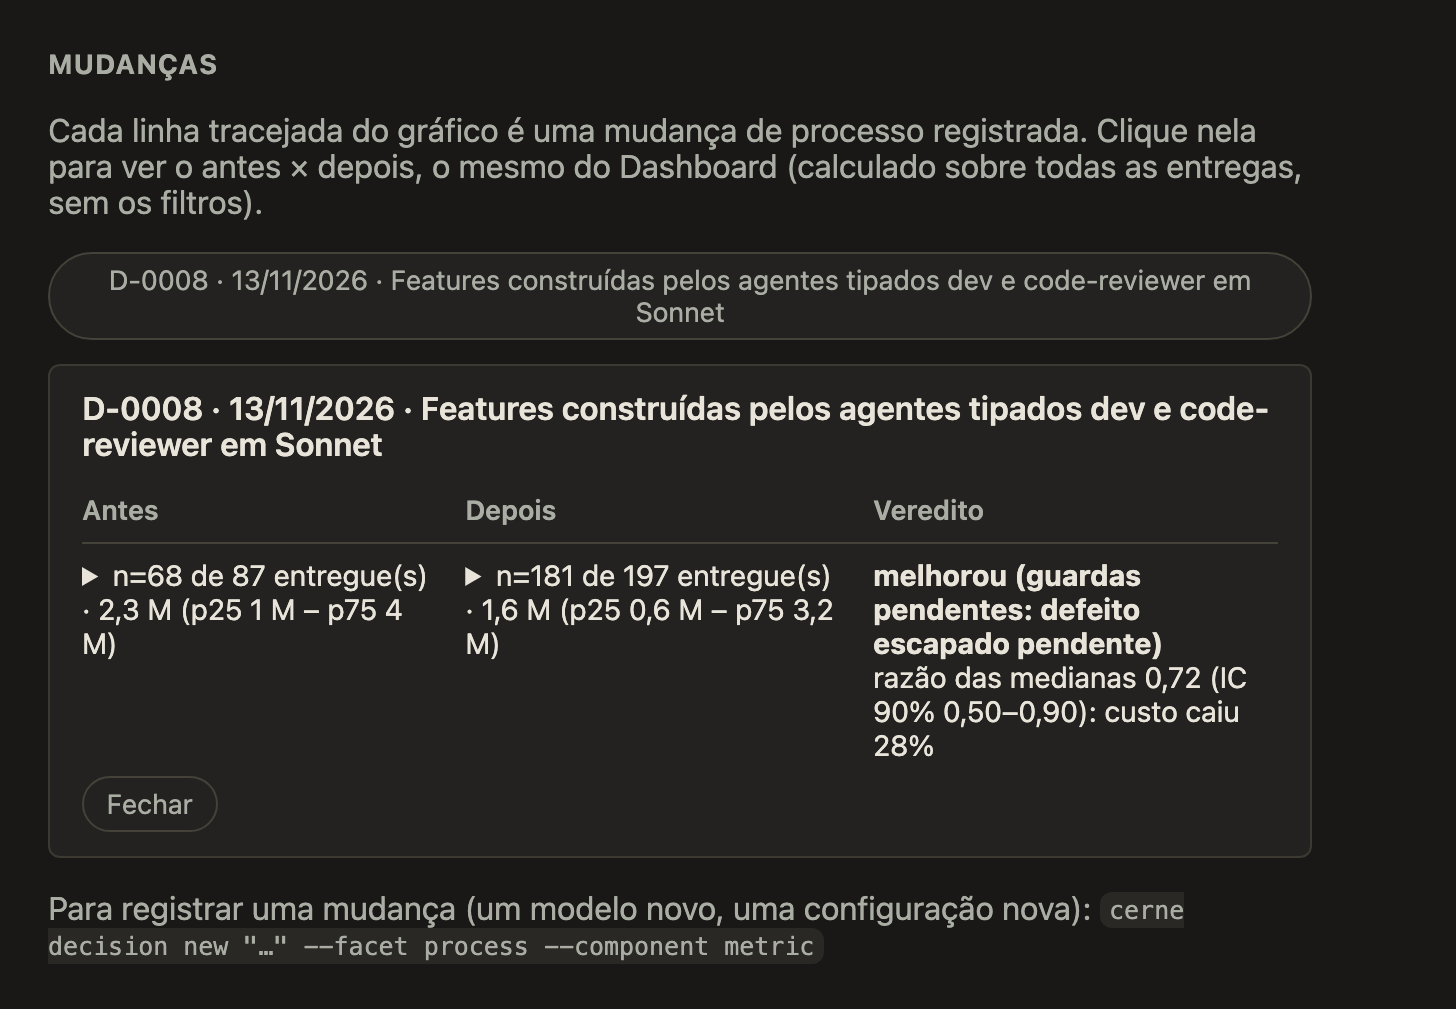 MUDANÇAS
Cada linha tracejada do gráfico é uma mudança de processo registrada. Clique nela
para ver o antes × depois, o mesmo do Dashboard (calculado sobre todas as entregas,
sem os filtros).
D-0008 · 13/11/2026 · Features construídas pelos agentes tipados dev e code-reviewer em
Sonnet
D-0008 · 13/11/2026 · Features construídas pelos agentes tipados dev e code-
reviewer em Sonnet
Antes
Depois
Veredito
▶ n=68 de 87 entregue(s)
· 2,3 M (p25 1 M – p75 4
M)
▶ n=181 de 197 entregue(s)
· 1,6 M (p25 0,6 M – p75 3,2
M)
melhorou (guardas
pendentes: defeito
escapado pendente)
razão das medianas 0,72 (IC
90% 0,50–0,90): custo caiu
28%
Fechar
Para registrar uma mudança (um modelo novo, uma configuração nova): cerne
decision new "…" --facet process --component metric